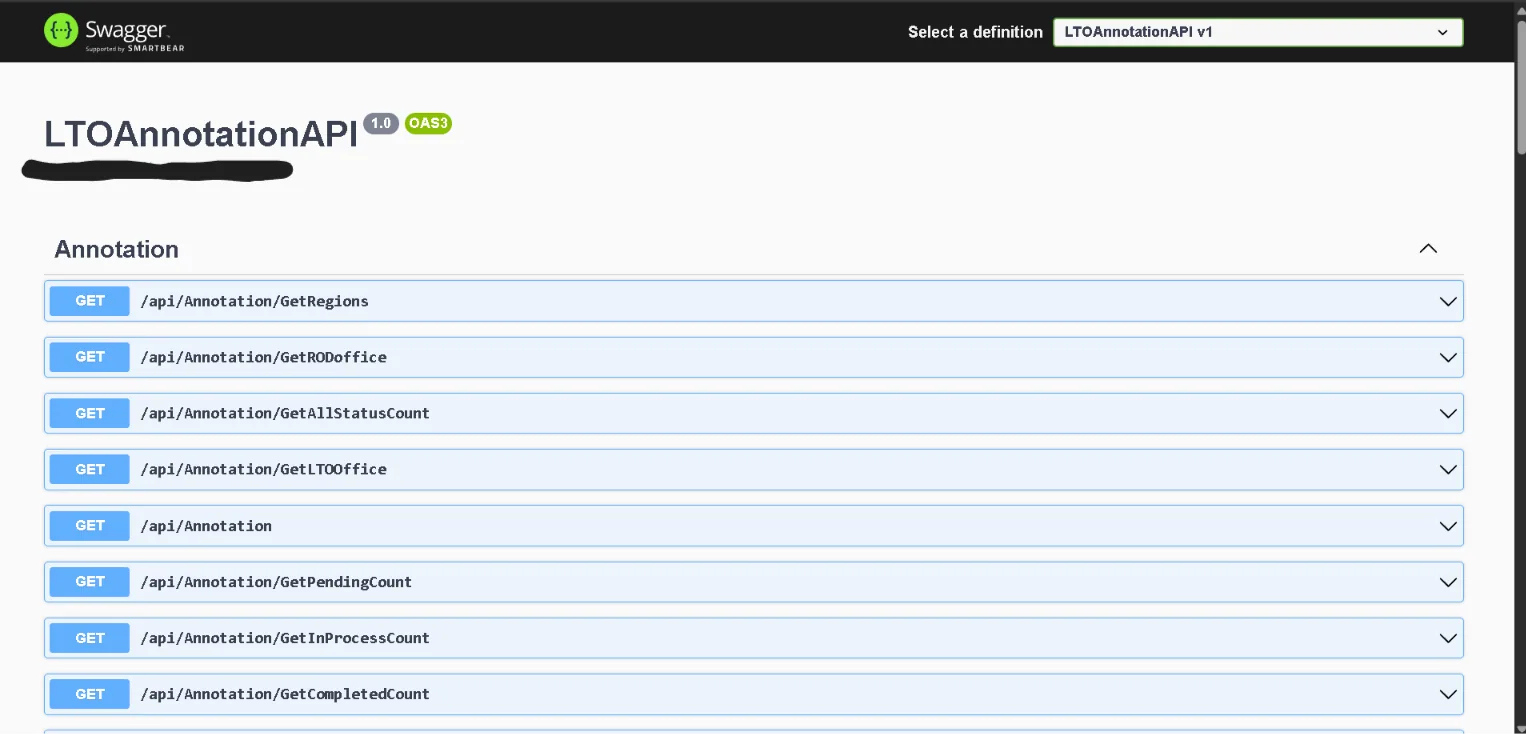 Swagger
Supported by SMARTBEAR
Select a definition
LTOAnnotationAPI v1
LTOAnnotationAPI 1.0 OAS3
Annotation
GET /api/Annotation/GetRegions
GET /api/Annotation/GetRODoffice
GET /api/Annotation/GetAllStatusCount
GET /api/Annotation/GetLTOOffice
GET /api/Annotation
GET /api/Annotation/GetPendingCount
GET /api/Annotation/GetInProcessCount
GET /api/Annotation/GetCompletedCount